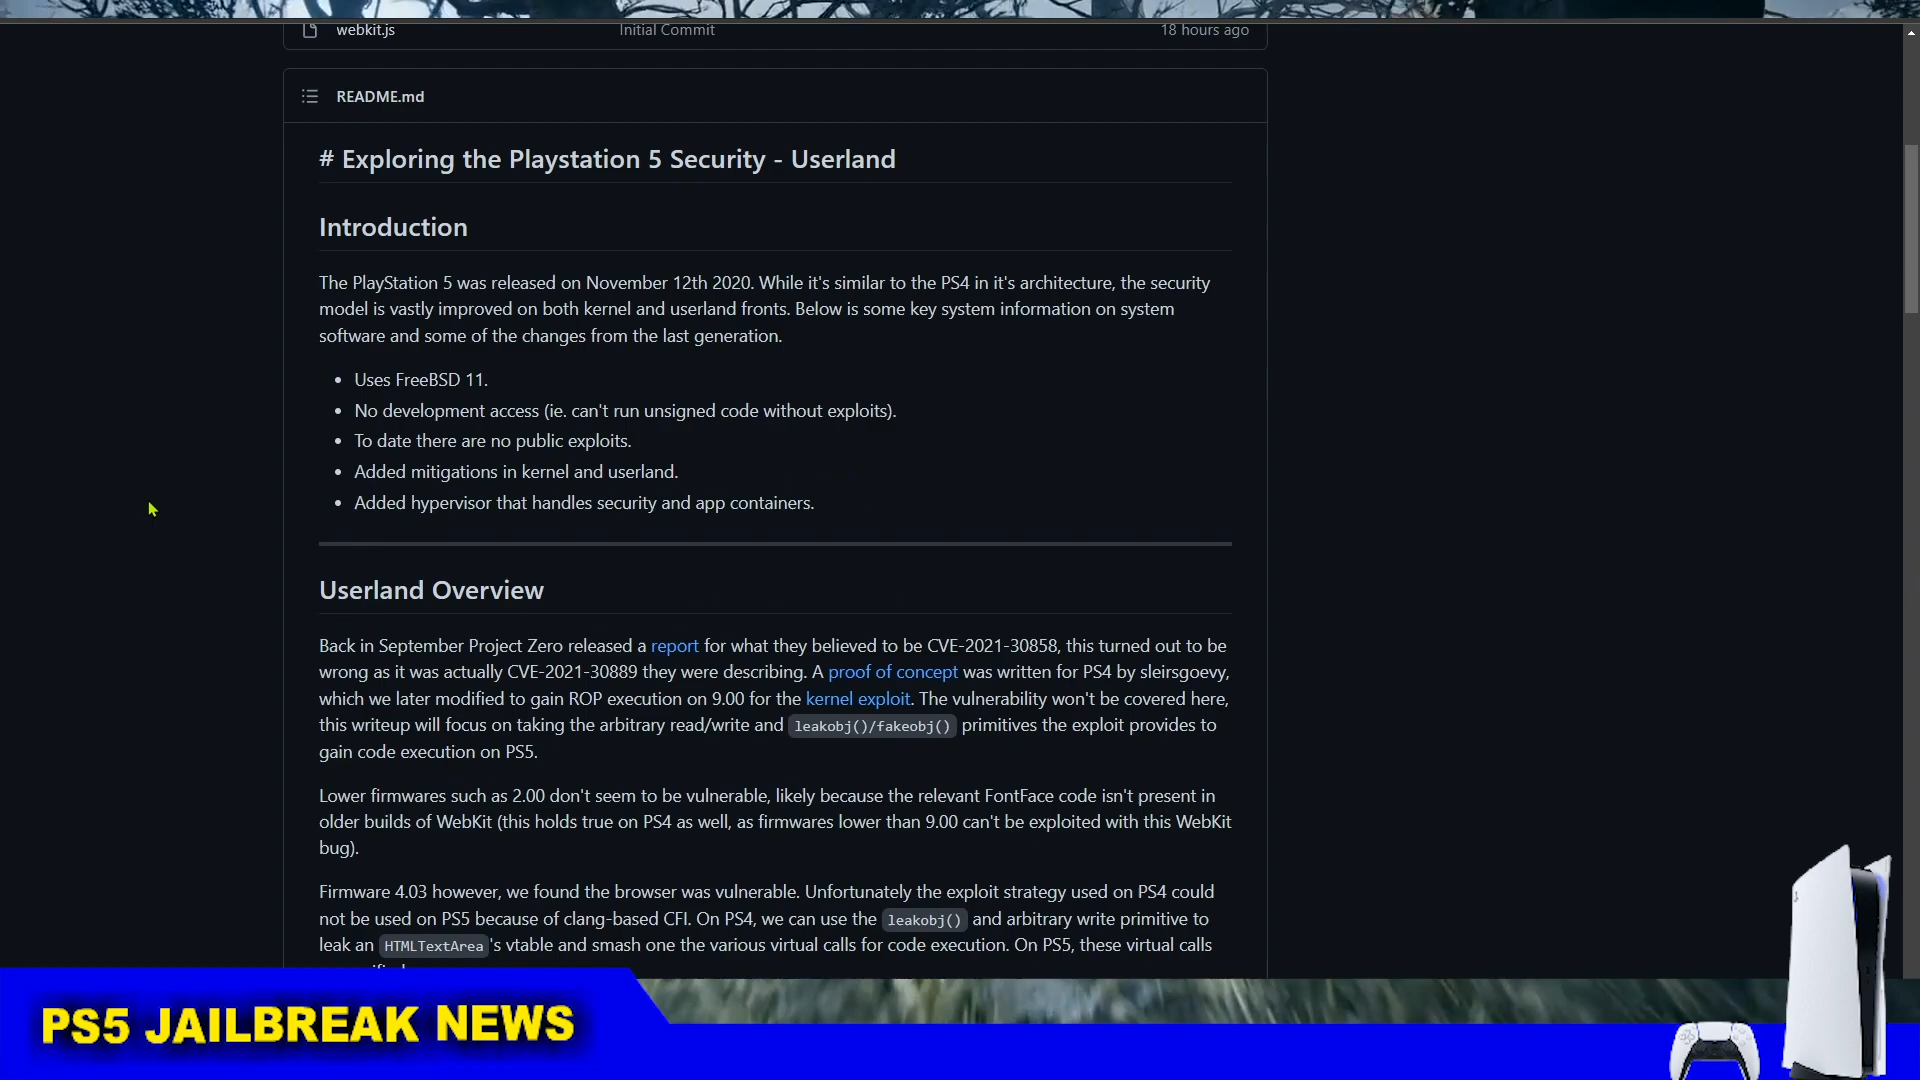 webkit.js Initial Commit 18 hours ago
README.md
# Exploring the Playstation 5 Security - Userland
Introduction
The PlayStation 5 was released on November 12th 2020. While it's similar to the PS4 in it's architecture, the security
model is vastly improved on both kernel and userland fronts. Below is some key system information on system
software and some of the changes from the last generation.
• Uses FreeBSD 11.
• No development access (ie. can't run unsigned code without exploits).
• To date there are no public exploits.
• Added mitigations in kernel and userland.
• Added hypervisor that handles security and app containers.
Userland Overview
Back in September Project Zero released a report for what they believed to be CVE-2021-30858, this turned out to be
wrong as it was actually CVE-2021-30889 they were describing. A proof of concept was written for PS4 by sleirsgoevy,
which we later modified to gain ROP execution on 9.00 for the kernel exploit. The vulnerability won't be covered here,
this writeup will focus on taking the arbitrary read/write and leakobj()/fakeobj() primitives the exploit provides to
gain code execution on PS5.
Lower firmwares such as 2.00 don't seem to be vulnerable, likely because the relevant FontFace code isn't present in
older builds of WebKit (this holds true on PS4 as well, as firmwares lower than 9.00 can't be exploited with this WebKit
bug).
Firmware 4.03 however, we found the browser was vulnerable. Unfortunately the exploit strategy used on PS4 could
not be used on PS5 because of clang-based CFI. On PS4, we can use the leakobj() and arbitrary write primitive to
leak an HTMLTextArea's vtable and smash one the various virtual calls for code execution. On PS5, these virtual calls
PS5 JAILBREAK NEWS